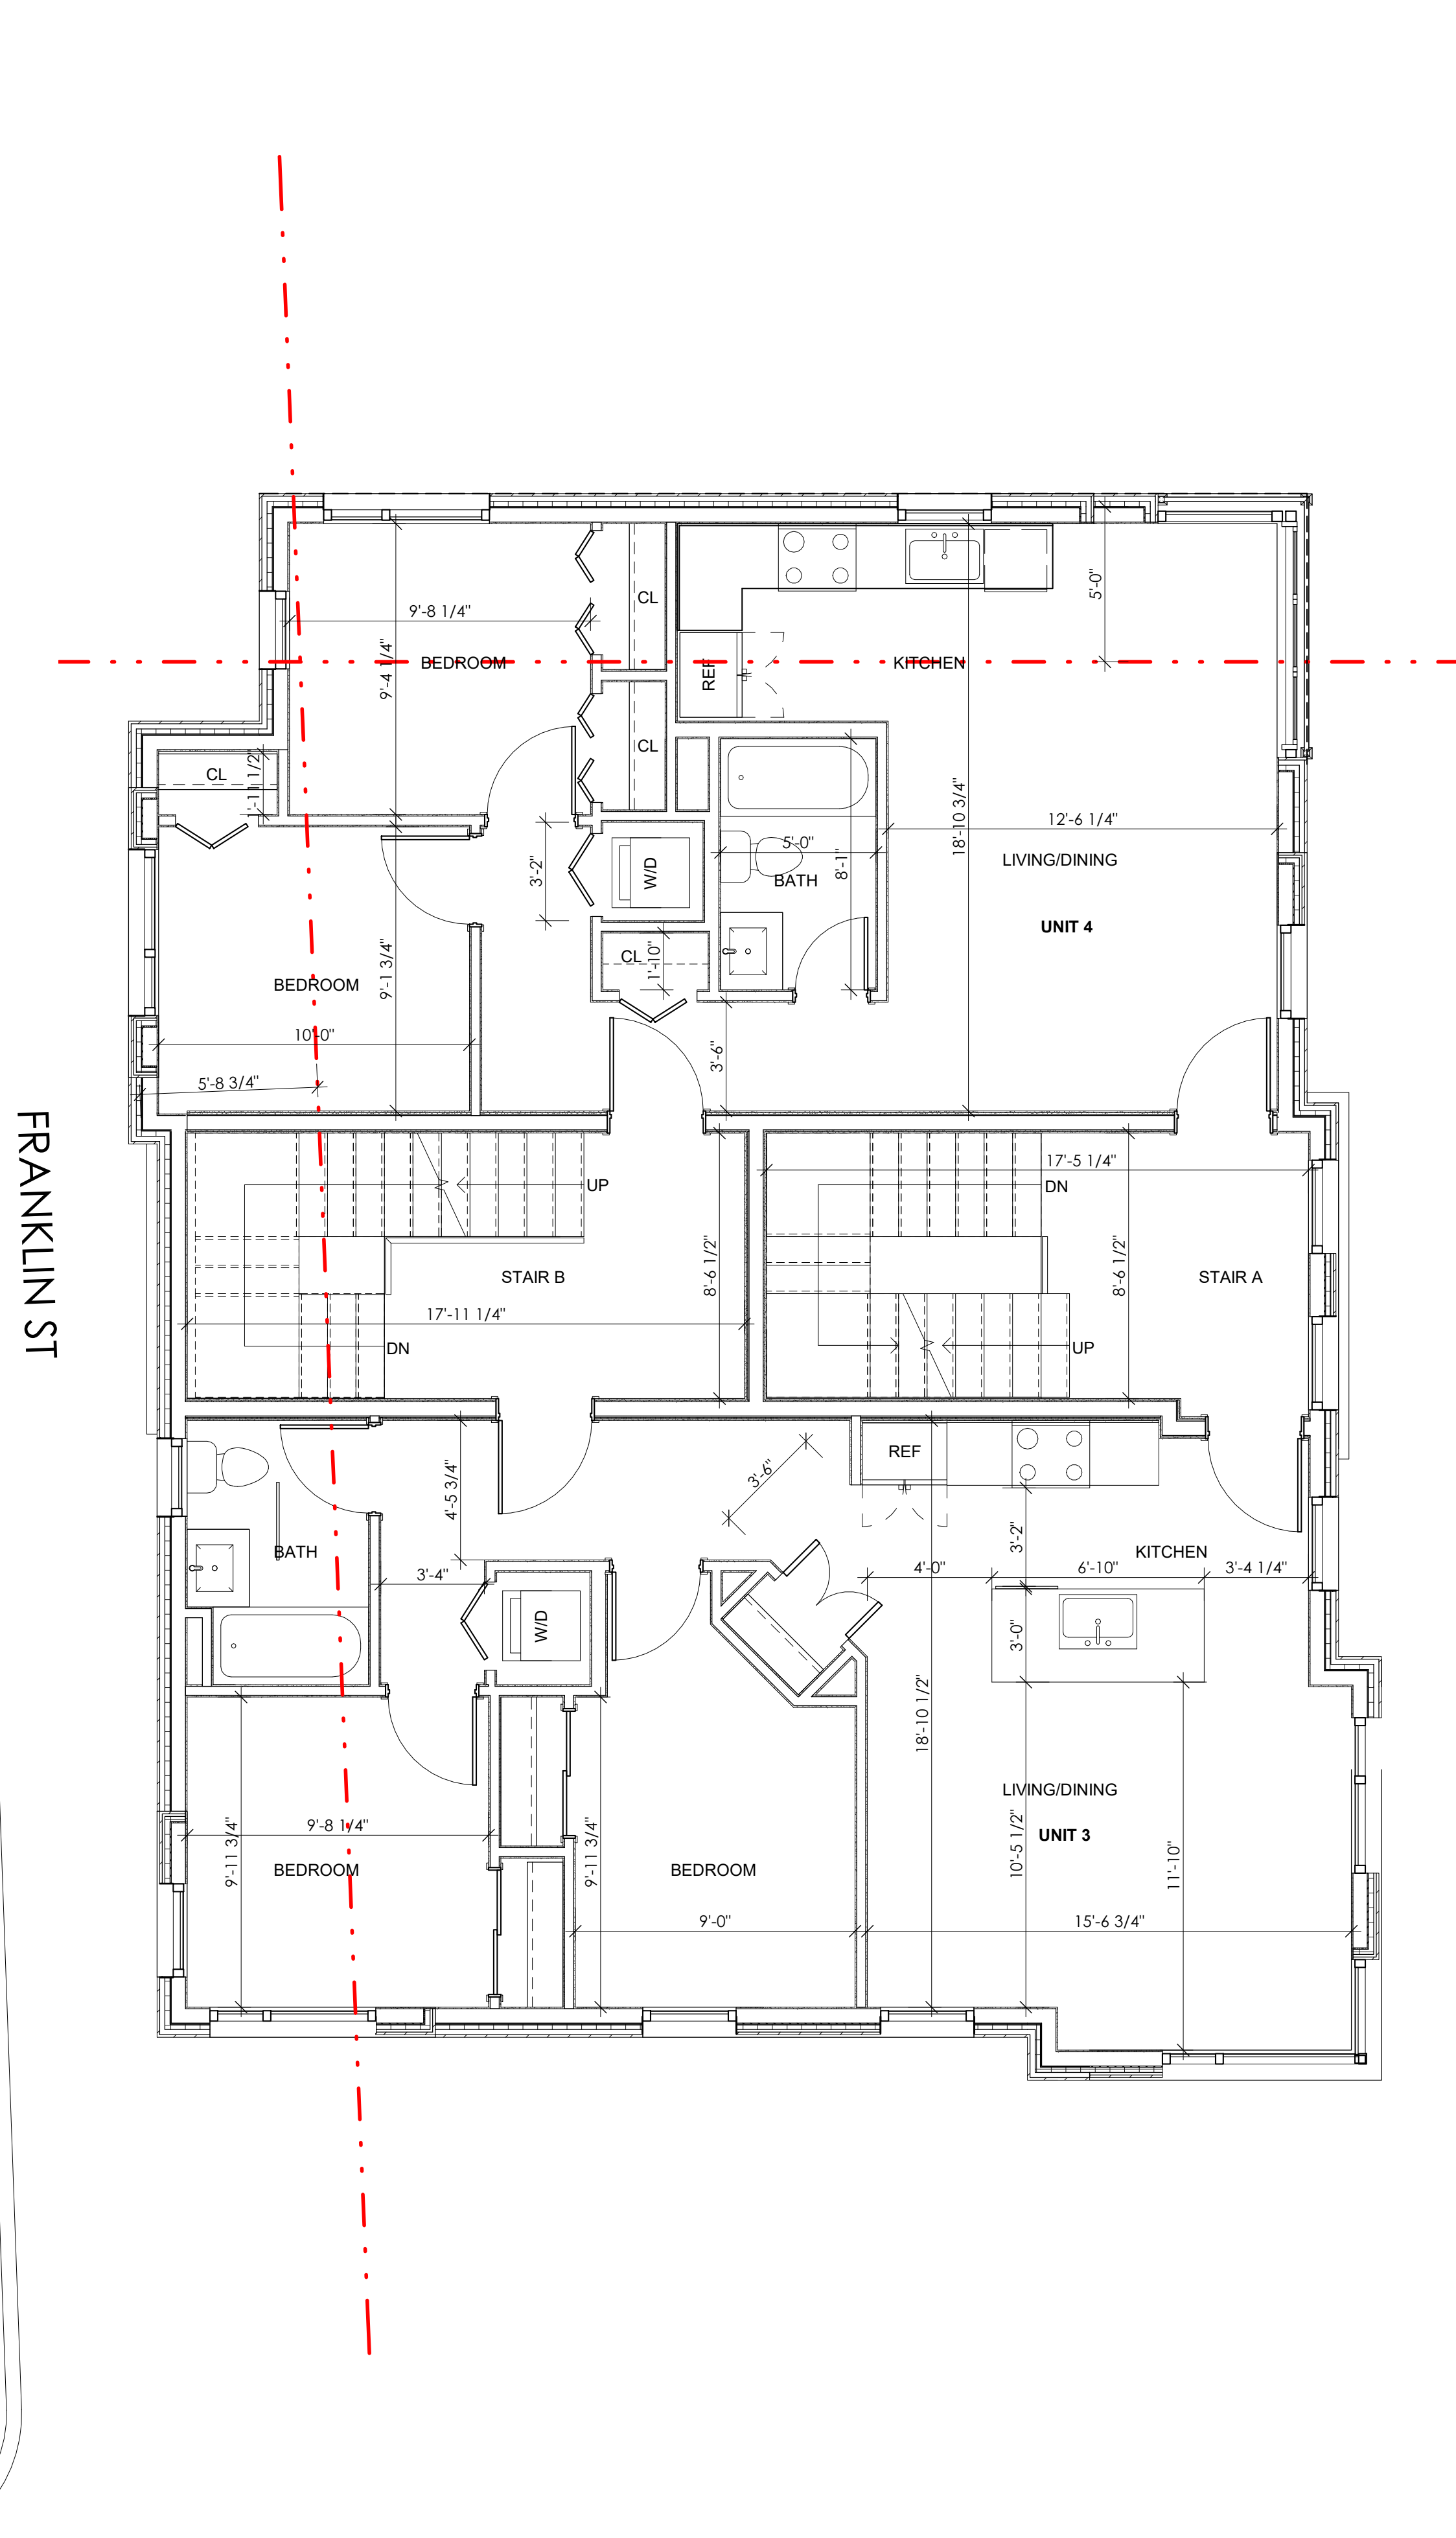 CL
5'-0"
9'-8 1/4"
BEDROOM
9'-4 1/4"
REF
KITCHEN
CL
CL
1'-11 1/2"
18'-10 3/4"
12'-6 1/4"
5'-0"
LIVING/DINING
3'-2"
W/D
BATH
8'-1"
UNIT 4
CL
1'-10"
9'-1 3/4"
BEDROOM
10'-0"
3'-6"
5'-8 3/4"
FRANKLIN ST
17'-5 1/4"
UP
DN
STAIR B
8'-6 1/2"
8'-6 1/2"
STAIR A
17'-11 1/4"
DN
UP
REF
3'-6"
4'-5 3/4"
3'-2"
BATH
KITCHEN
3'-4"
4'-0"
6'-10"
3'-4 1/4"
W/D
3'-0"
18'-10 1/2"
LIVING/DINING
9'-8 1/4"
UNIT 3
9'-11 3/4"
9'-11 3/4"
10'-5 1/2"
11'-10"
BEDROOM
BEDROOM
9'-0"
15'-6 3/4"